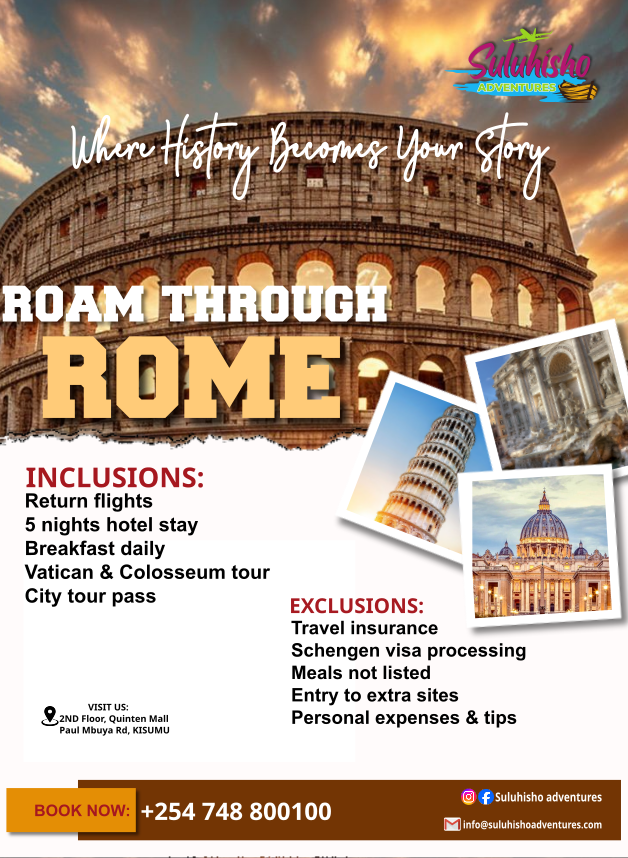 Suluhisho
ADVENTURES
Where History Becomes Your Story
ROAM THROUGH
ROME
INCLUSIONS:
Return flights
5 nights hotel stay
Breakfast daily
Vatican & Colosseum tour
City tour pass
EXCLUSIONS:
Travel insurance
Schengen visa processing
Meals not listed
Entry to extra sites
Personal expenses & tips
VISIT US:
2ND Floor, Quinten Mall
Paul Mbuya Rd, KISUMU
BOOK NOW: +254 748 800100
Suluhisho adventures
info@suluhishoadventures.com